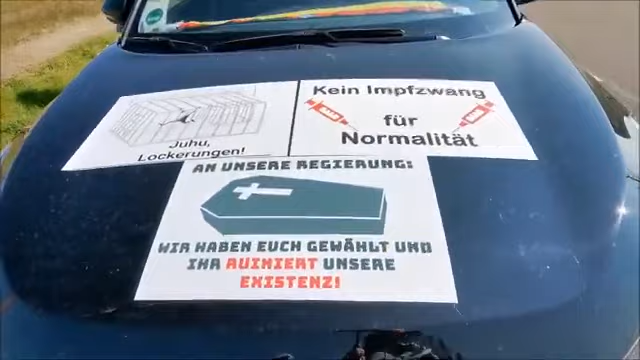 Juhu,
Lockerungen!
Kein Impfzwang
für
Normalität
AN UNSERE REGIERUNG:
WIR HABEN EUCH GEWÄHLT UND
IHR RUINIERT UNSERE
EXISTENZ!